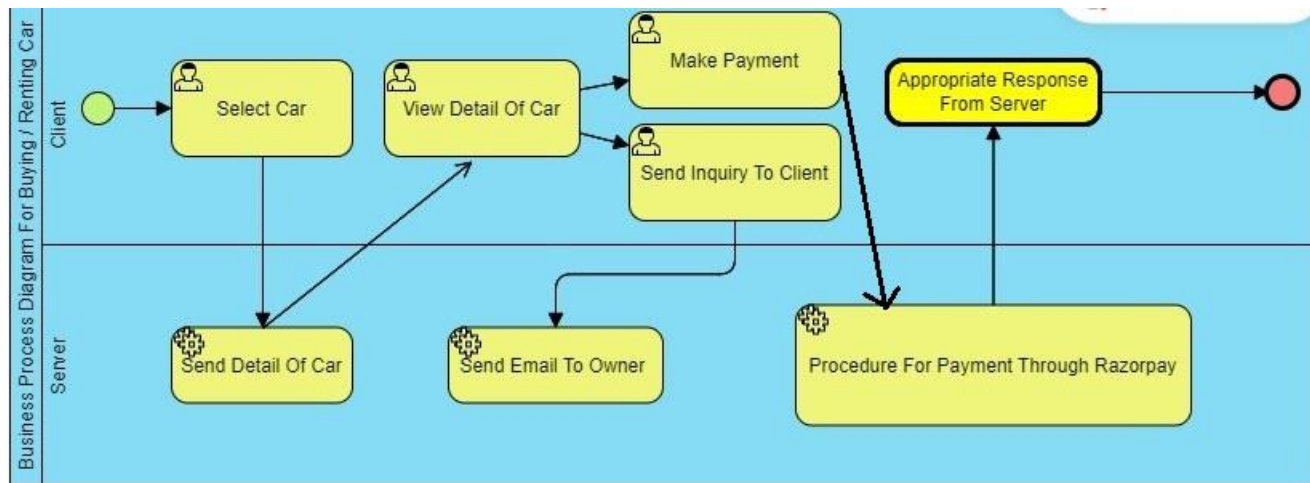 Business Process Diagram For Buying / Renting Car
Client
Select Car
View Detail Of Car
Make Payment
Send Inquiry To Client
Appropriate Response
From Server
Server
Send Detail Of Car
Send Email To Owner
Procedure For Payment Through Razorpay